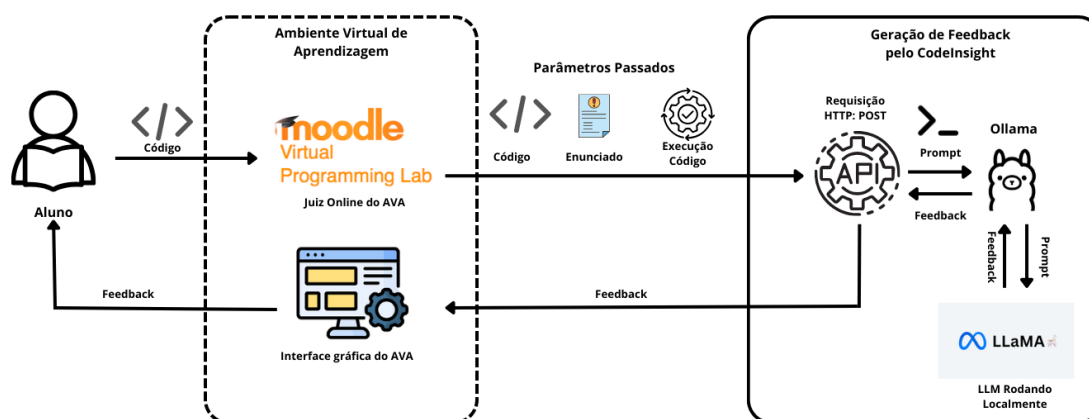 Ambiente Virtual de
Aprendizagem
Geração de Feedback
pelo CodeInsight
Parâmetros Passados
Código
moodle
Virtual
Programming Lab
Juiz Online do AVA
Código
Enunciado
Execução
Código
Requisição
HTTP: POST
API
Prompt
Feedback
Ollama
Aluno
Feedback
Prompt
Feedback
Feedback
Interface gráfica do AVA
LLaMA
LLM Rodando
Localmente